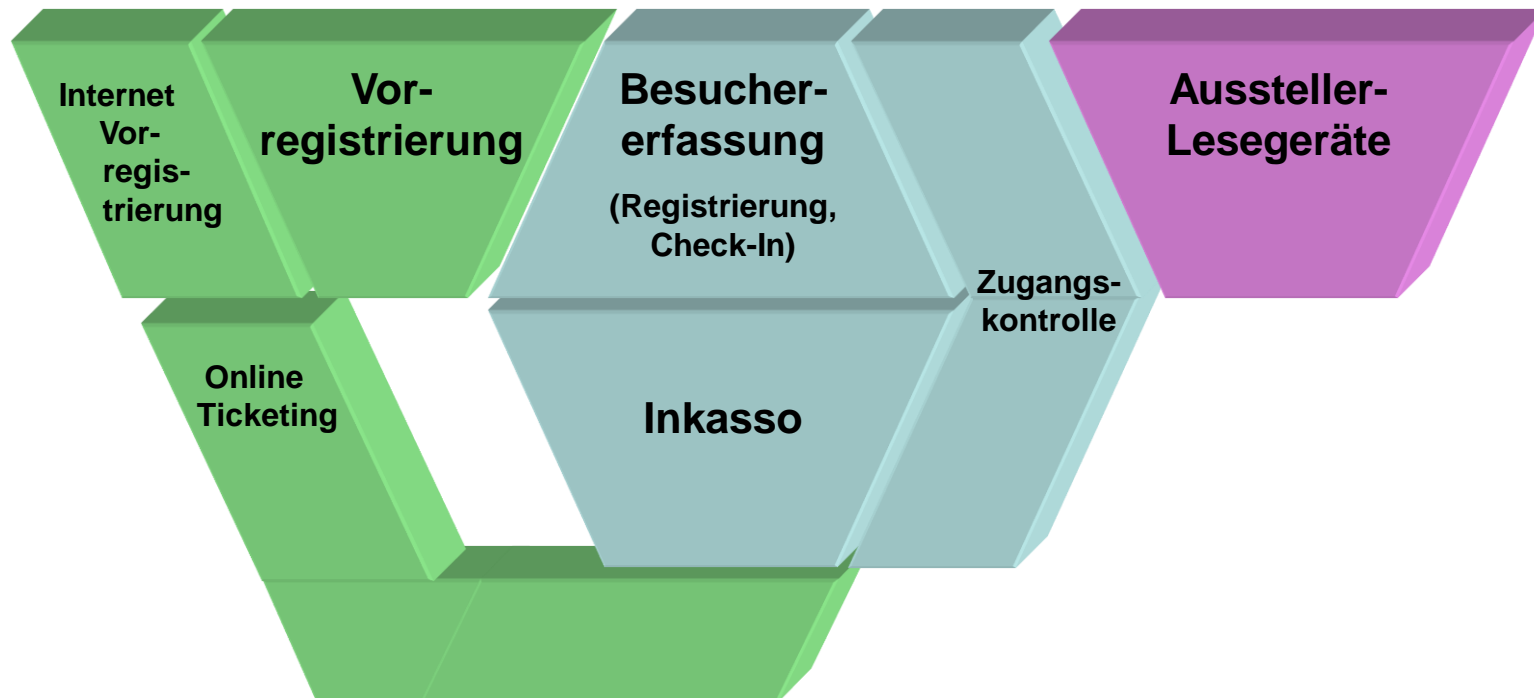 Internet
Vor-
regis-
trierung
Vor-
registrierung
Besucher-
erfassung
(Registrierung,
Check-In)
Zugangs-
kontrolle
Aussteller-
Lesegeräte
Online
Ticketing
Inkasso